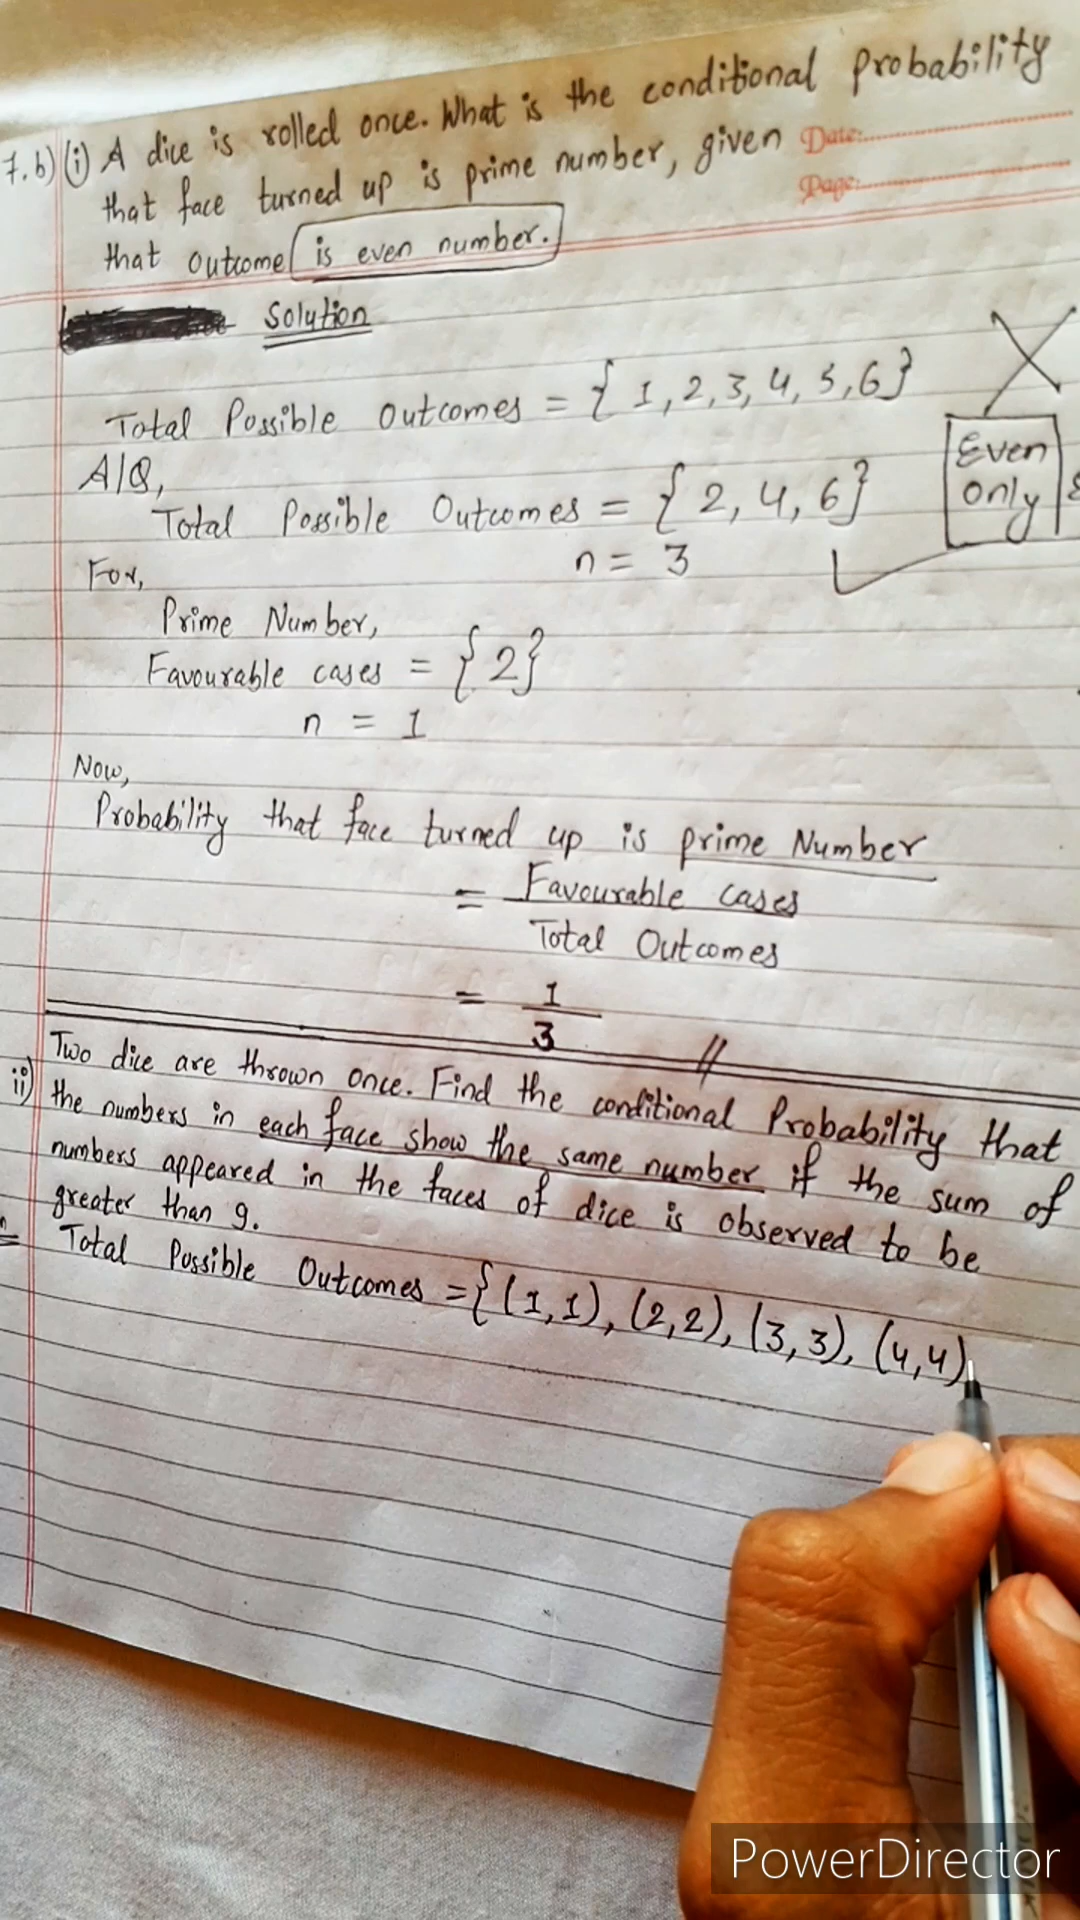 7.b) (i) A dice is rolled once. What is the conditional probability
that face turned up is prime number, given
that outcome is even number.
Date:
Page:
Solution
Total Possible Outcomes = { 1, 2, 3, 4, 5, 6}
A/Q,
Total Possible Outcomes = { 2, 4, 6}
Even
only
n = 3
For,
Prime Number,
Favourable cases = { 2}
n = 1
Now,
Probability that face turned up is prime Number
= Favourable cases
Total Outcomes
= 1
3
ii) Two dice are thrown once. Find the conditional Probability that
the numbers in each face show the same number if the sum of
numbers appeared in the faces of dice is observed to be
greater than 9.
Total Possible Outcomes = { (1,1), (2,2), (3,3), (4,4)
PowerDirector